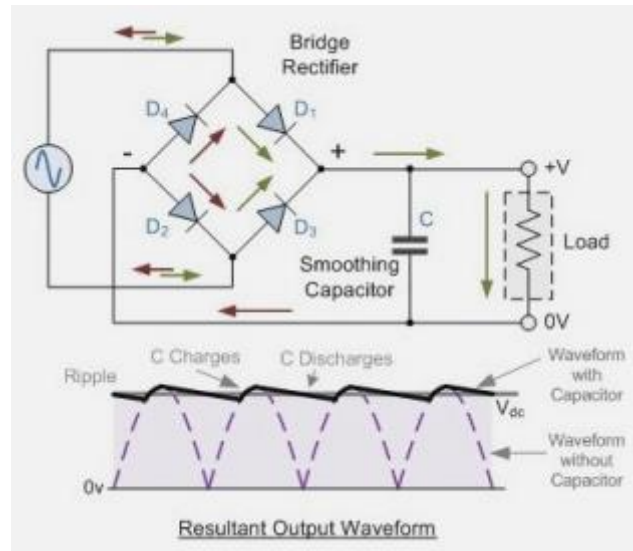 Bridge
Rectifier
D₄
D₁
-
+
+V
D₂
D₃
C
Load
Smoothing
Capacitor
0V
C Charges
C Discharges
Ripple
Waveform
with
Capacitor
Vdc
Waveform
without
Capacitor
0v
Resultant Output Waveform